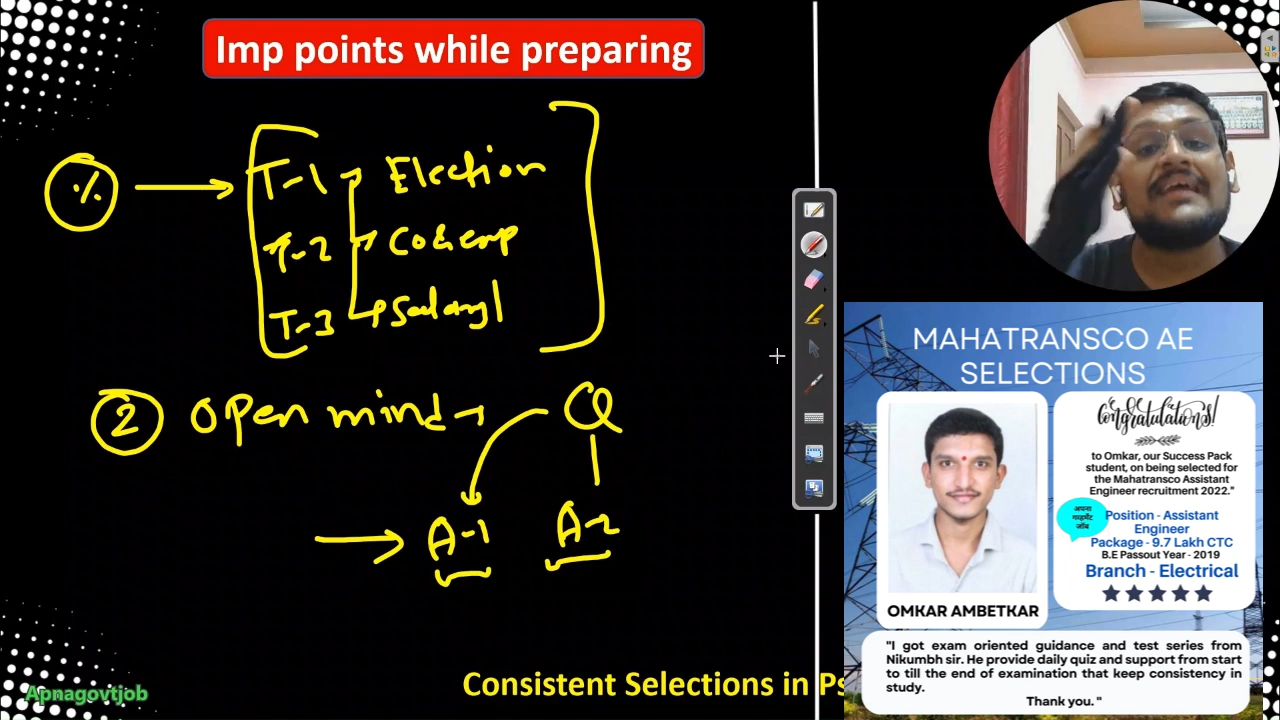 Imp points while preparing
% → T-1 → Election
T-2 →
T-3 → Salary
② open mind → Q
→ A-1 A-2
Consistent Selections in Ps
Apnagovtjob
MAHATRANSCO AE
SELECTIONS
OMKAR AMBETKAR
Congratulations!
to Omkar, our Success Pack
student, on being selected for
the Mahatransco Assistant
Engineer recruitment 2022."
अपना
गव्हर्मेंट
जॉब
Position - Assistant
Engineer
Package - 9.7 Lakh CTC
B.E Passout Year - 2019
Branch - Electrical
"I got exam oriented guidance and test series from
Nikumbh sir. He provide daily quiz and support from start
to till the end of examination that keep consistency in
study.
Thank you. "